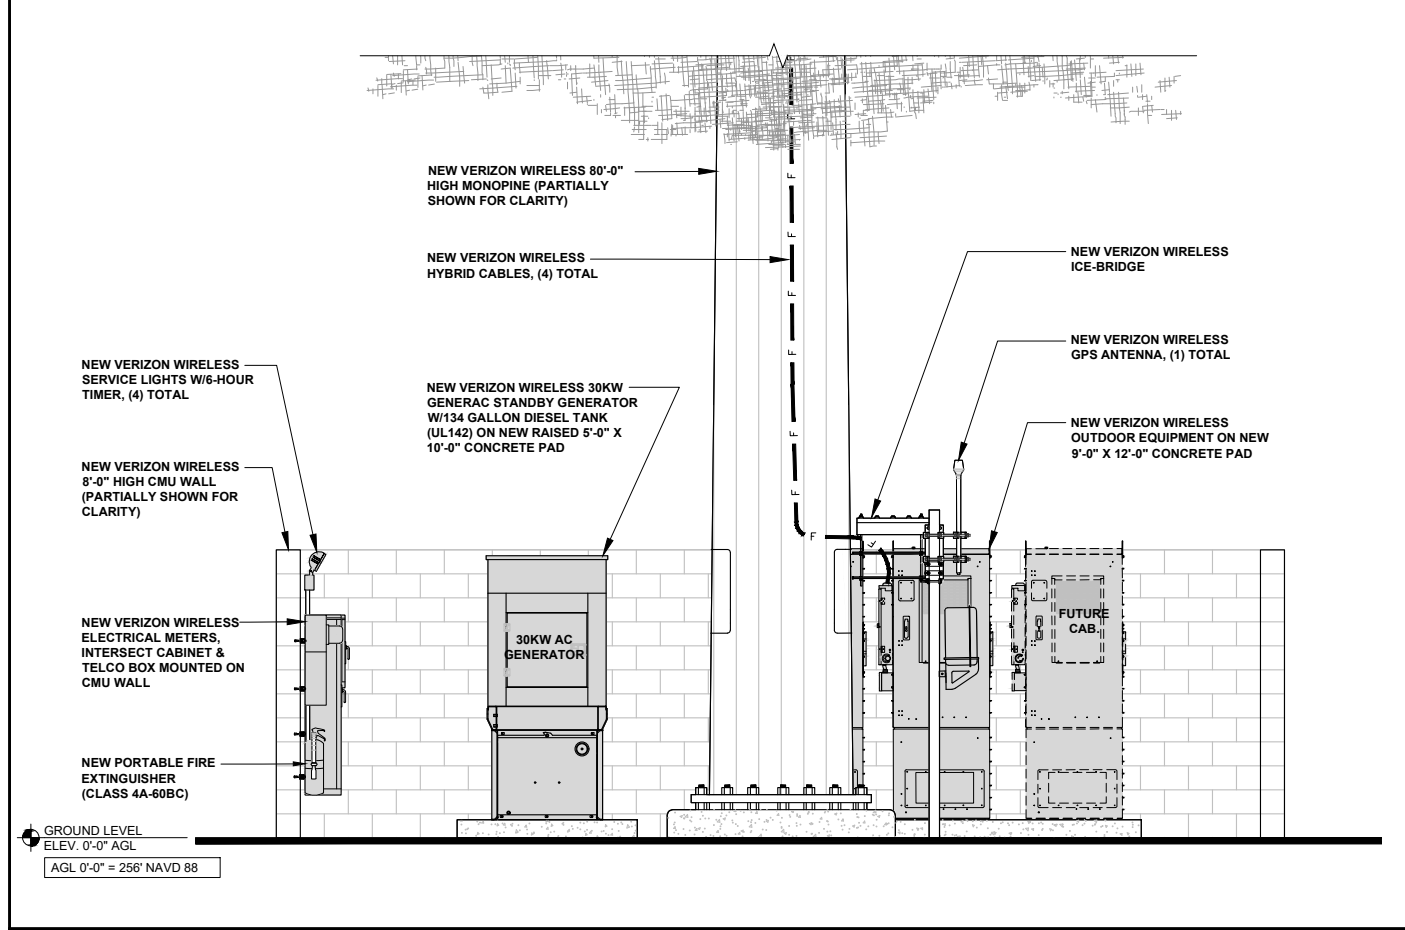 NEW VERIZON WIRELESS 80'-0"
HIGH MONOPINE (PARTIALLY
SHOWN FOR CLARITY)
NEW VERIZON WIRELESS
HYBRID CABLES, (4) TOTAL
NEW VERIZON WIRELESS
ICE-BRIDGE
NEW VERIZON WIRELESS
GPS ANTENNA, (1) TOTAL
NEW VERIZON WIRELESS
SERVICE LIGHTS W/6-HOUR
TIMER, (4) TOTAL
NEW VERIZON WIRELESS 30KW
GENERAC STANDBY GENERATOR
W/134 GALLON DIESEL TANK
(UL142) ON NEW RAISED 5'-0" X
10'-0" CONCRETE PAD
NEW VERIZON WIRELESS
OUTDOOR EQUIPMENT ON NEW
9'-0" X 12'-0" CONCRETE PAD
NEW VERIZON WIRELESS
8'-0" HIGH CMU WALL
(PARTIALLY SHOWN FOR
CLARITY)
F
F
F
F
F
F
F
F
F
F
NEW VERIZON WIRELESS
ELECTRICAL METERS,
INTERSECT CABINET &
TELCO BOX MOUNTED ON
CMU WALL
30KW AC
GENERATOR
FUTURE
CAB.
NEW PORTABLE FIRE
EXTINGUISHER
(CLASS 4A-60BC)
GROUND LEVEL
ELEV. 0'-0" AGL
AGL 0'-0" = 256' NAVD 88